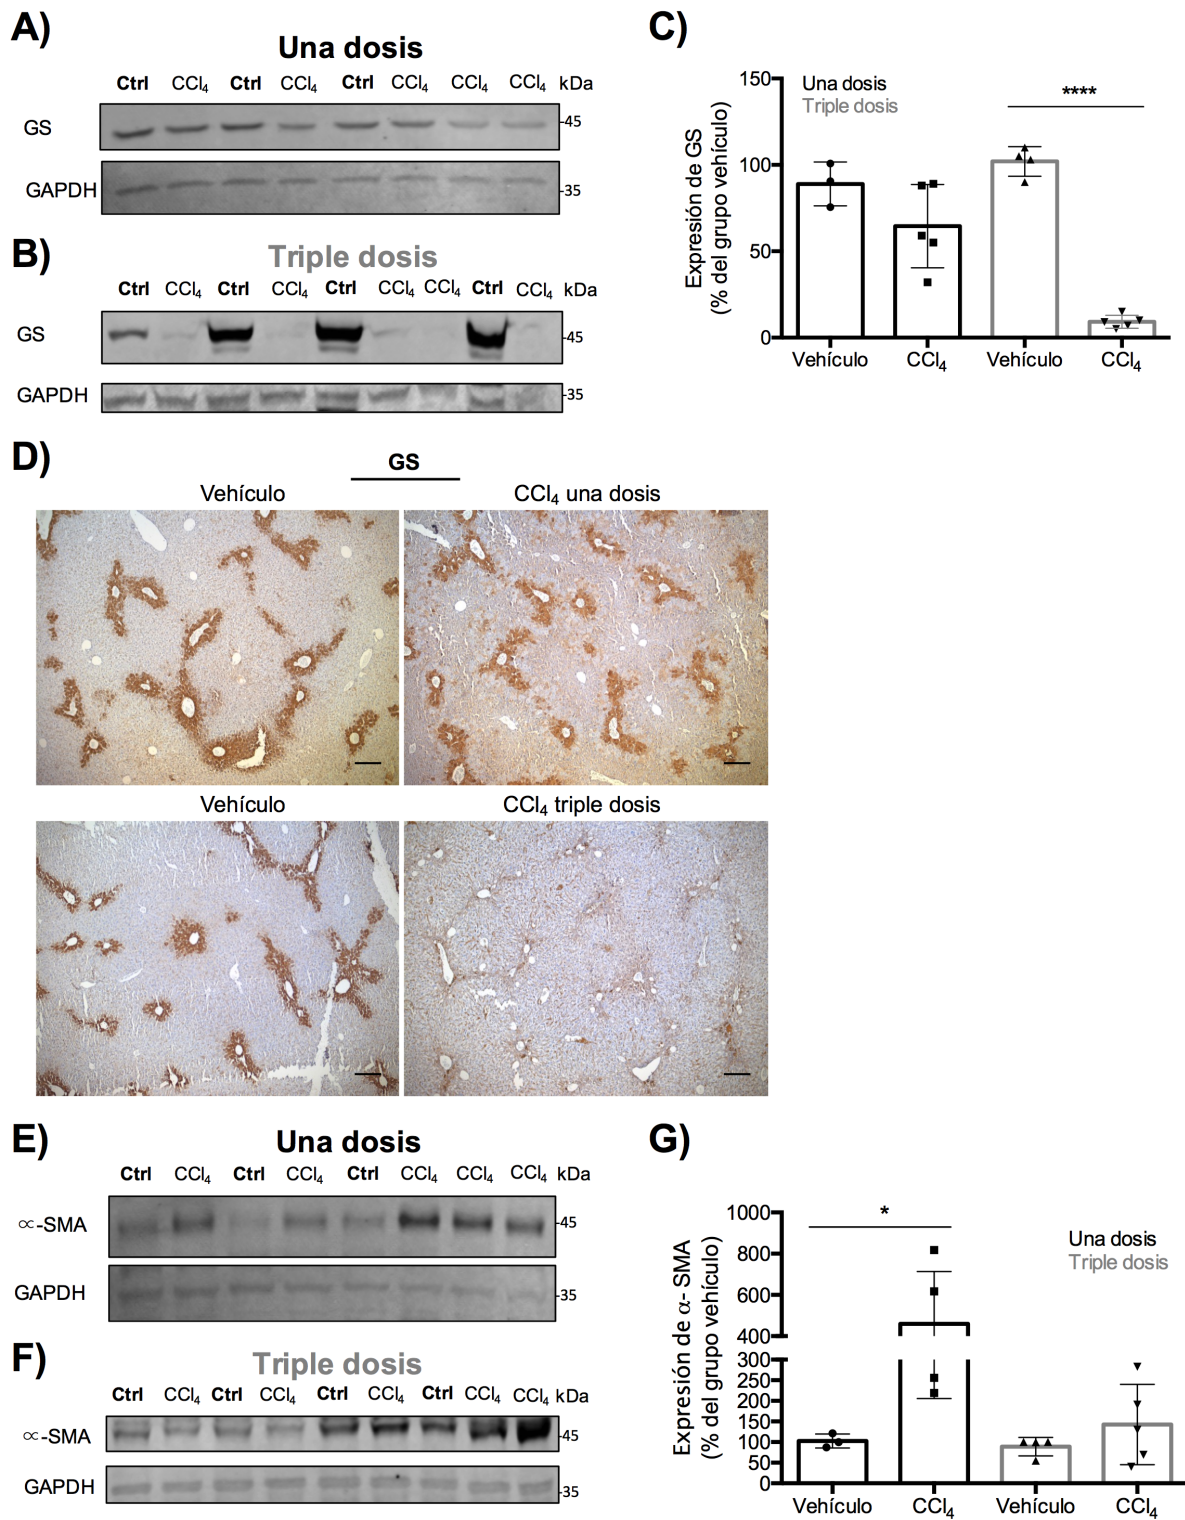 A)
Una dosis
Ctrl CCl₄ Ctrl CCl₄ Ctrl CCl₄ CCl₄ CCl₄ kDa
GS
-45
GAPDH
-35
B)
Triple dosis
Ctrl CCl₄ Ctrl CCl₄ Ctrl CCl₄ CCl₄ Ctrl CCl₄ kDa
GS
-45
GAPDH
-35
C)
Expresión de GS
(% del grupo vehículo)
150
100
50
0
Una dosis
Triple dosis
****
Vehículo CCl₄ Vehículo CCl₄
D)
GS
Vehículo CCl₄ una dosis
Vehículo CCl₄ triple dosis
E)
Una dosis
Ctrl CCl₄ Ctrl CCl₄ Ctrl CCl₄ CCl₄ CCl₄ kDa
∝-SMA
-45
GAPDH
-35
F)
Triple dosis
Ctrl CCl₄ Ctrl CCl₄ Ctrl CCl₄ Ctrl CCl₄ CCl₄ kDa
∝-SMA
-45
GAPDH
-35
G)
Expresión de α- SMA
(% del grupo vehículo)
1000
800
600
400
300
250
200
150
100
50
0
*
Una dosis
Triple dosis
Vehículo CCl₄ Vehículo CCl₄